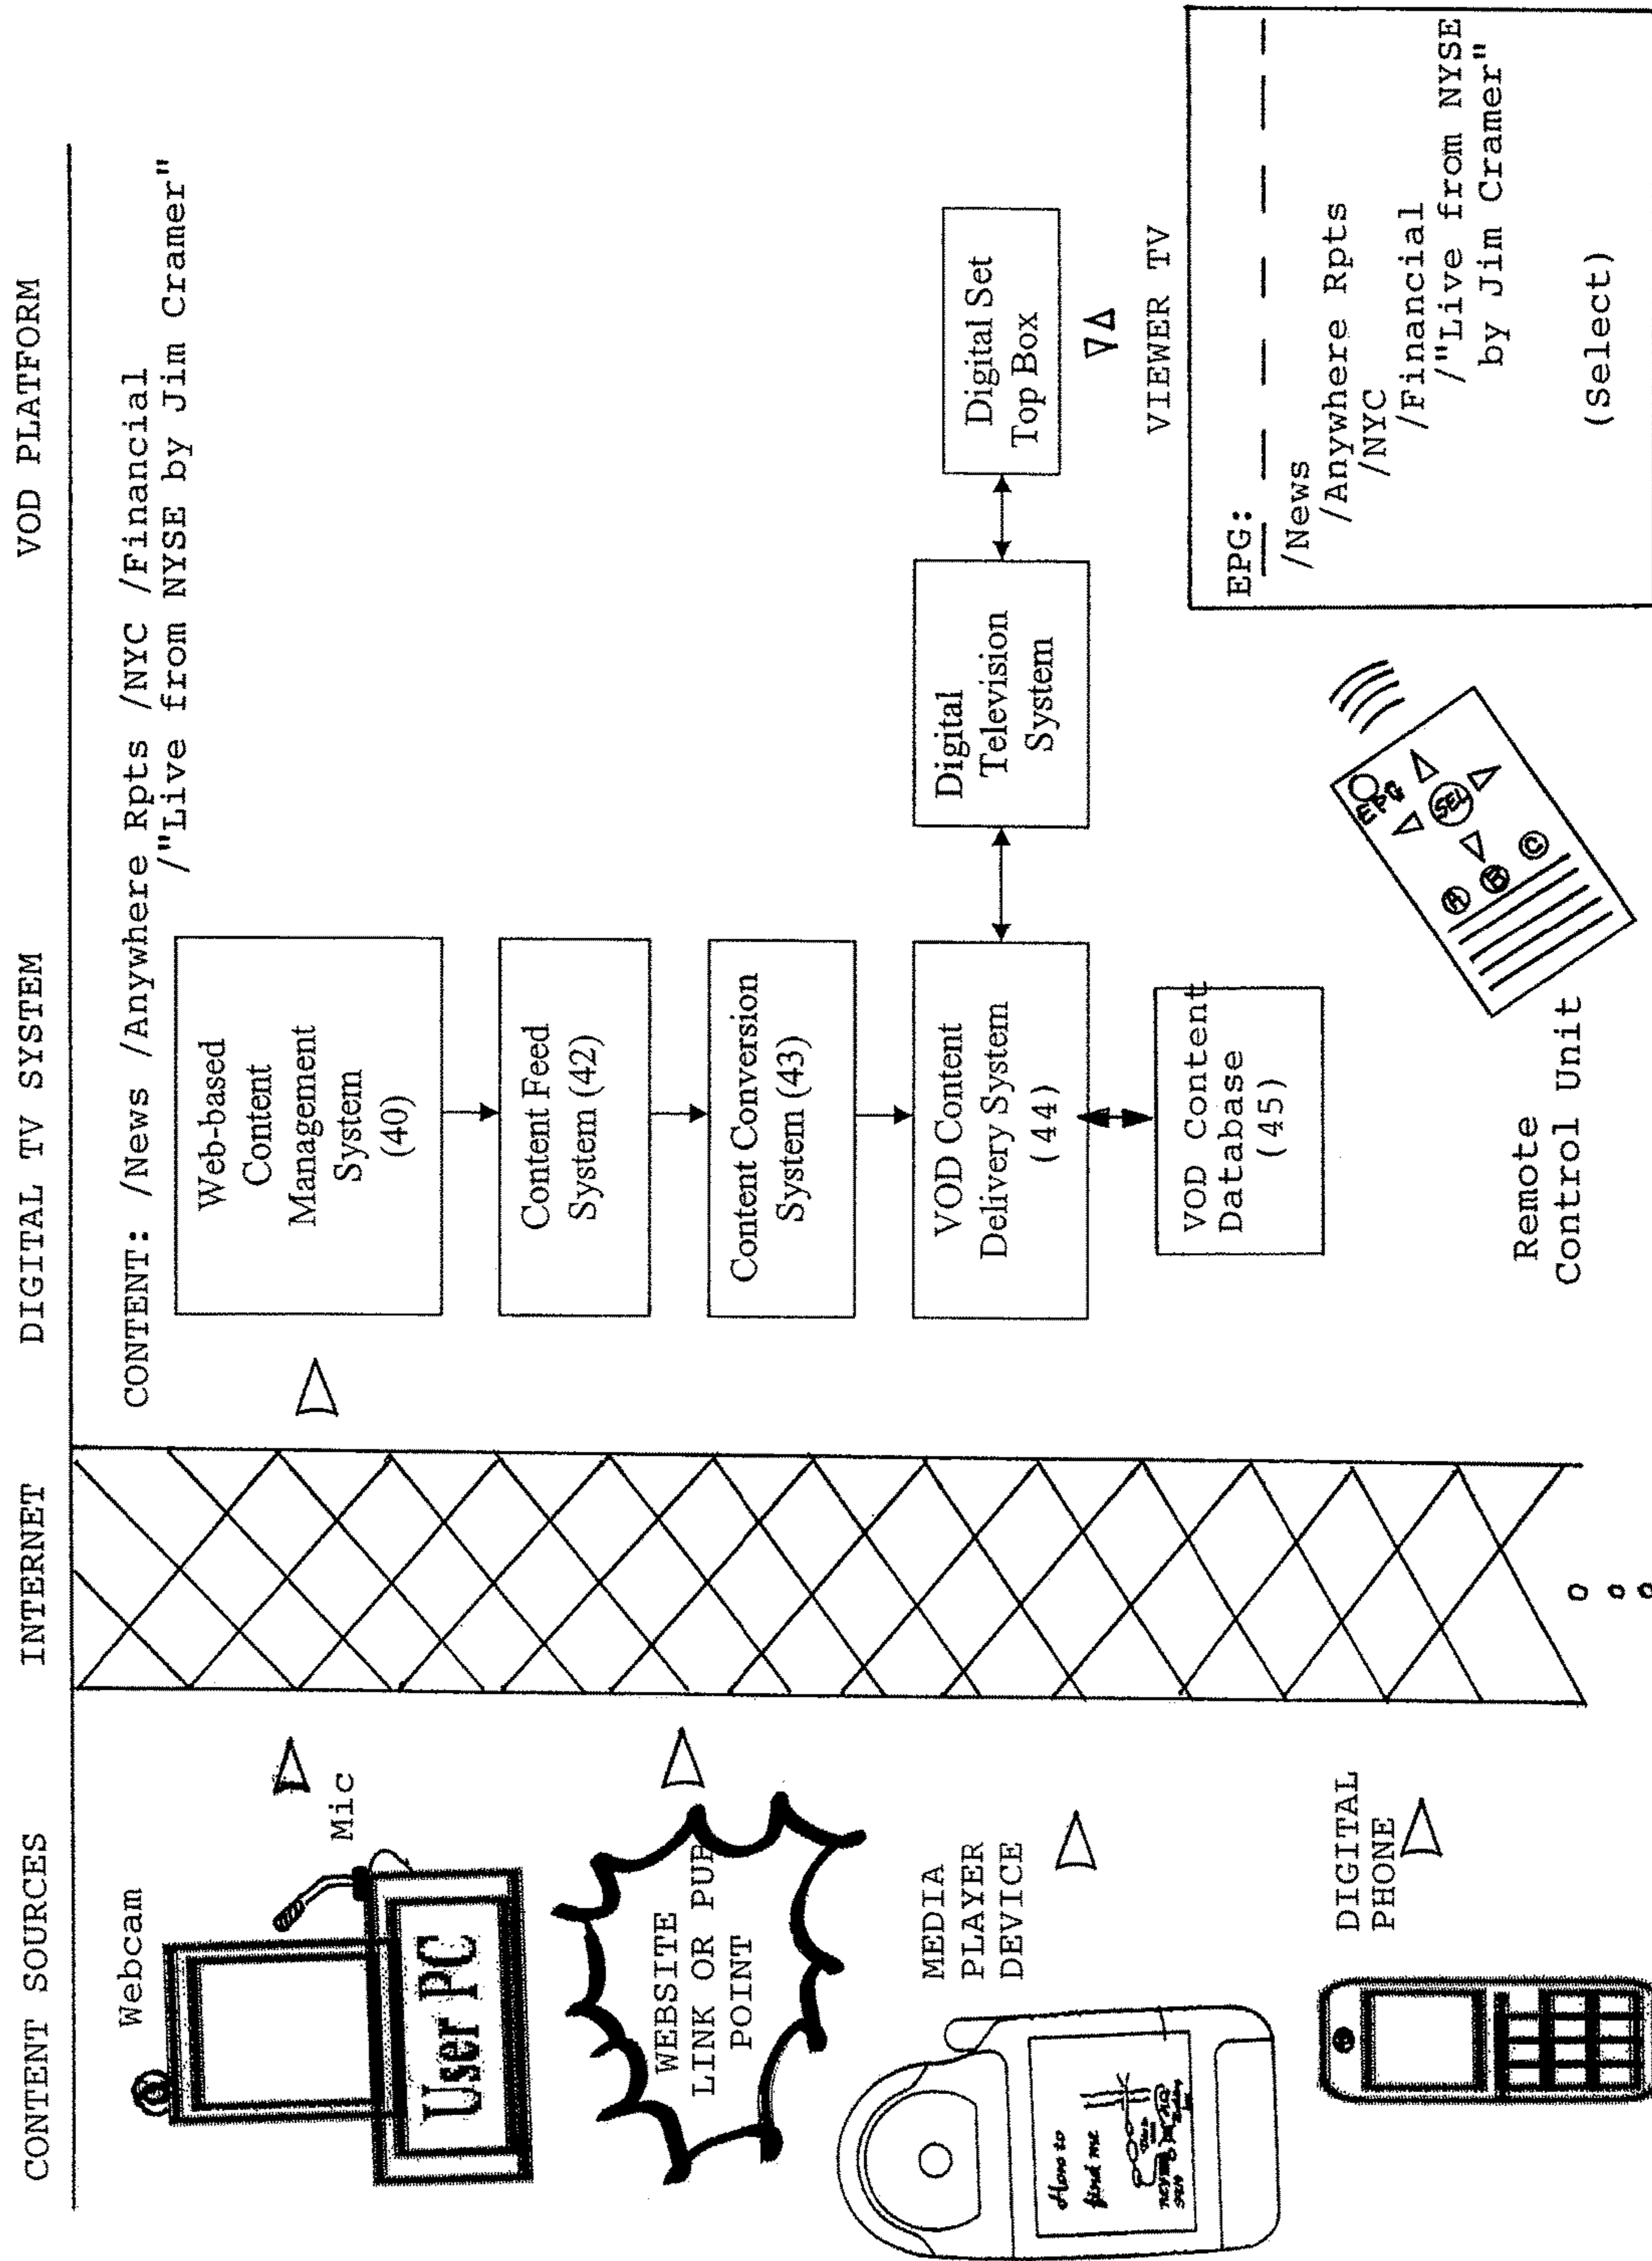 CONTENT SOURCES
INTERNET
DIGITAL TV SYSTEM
VOD PLATFORM
Webcam
Mic
User PC
WEBSITE
LINK OR PUB
POINT
MEDIA
PLAYER
DEVICE
How to
find me
DIGITAL
PHONE
CONTENT: /News /Anywhere Rpts /NYC /Financial
/"Live from NYSE by Jim Cramer"
Web-based
Content
Management
System
(40)
Content Feed
System (42)
Content Conversion
System (43)
VOD Content
Delivery System
(44)
VOD Content
Database
(45)
Digital
Television
System
Digital Set
Top Box
VIEWER TV
EPG:
/News
/Anywhere Rpts
/NYC
/Financial
/"Live from NYSE
by Jim Cramer"
(Select)
EPG
SEL
A
B
C
Remote
Control Unit